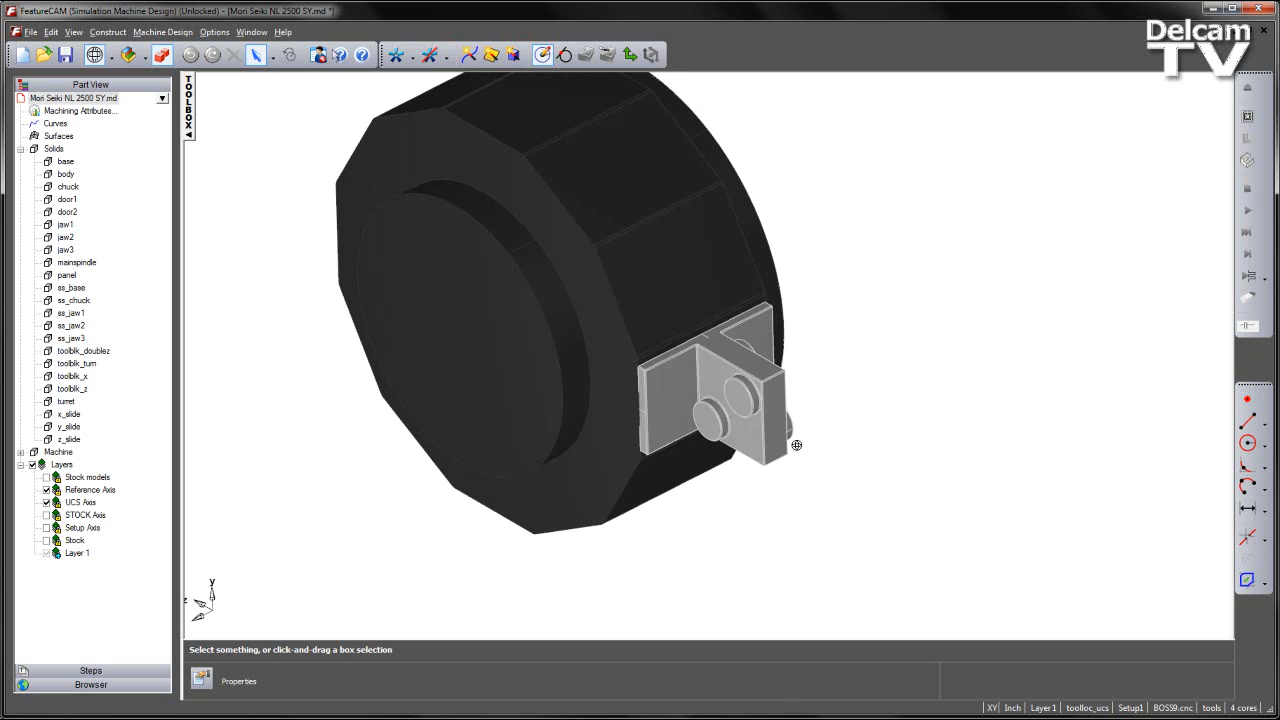 FeatureCAM (Simulation Machine Design) (Unlocked) - [Mori Seiki NL 2500 SY.md *]
File Edit View Construct Machine Design Options Window Help
Delcam
TV
Part View
Mori Seiki NL 2500 SY.md
Machining Attributes...
Curves
Surfaces
Solids
base
body
chuck
door1
door2
jaw1
jaw2
jaw3
mainspindle
panel
ss_base
ss_chuck
ss_jaw1
ss_jaw2
ss_jaw3
toolblk_doublez
toolblk_turn
toolblk_x
toolblk_z
turret
x_slide
y_slide
z_slide
Machine
Layers
Stock models
Reference Axis
UCS Axis
STOCK Axis
Setup Axis
Stock
Layer 1
Steps
Browser
TOOLBOX
y
z
Select something, or click-and-drag a box selection
Properties
XY Inch Layer1 toolloc_ucs Setup1 BOSS9.cnc tools 4 cores